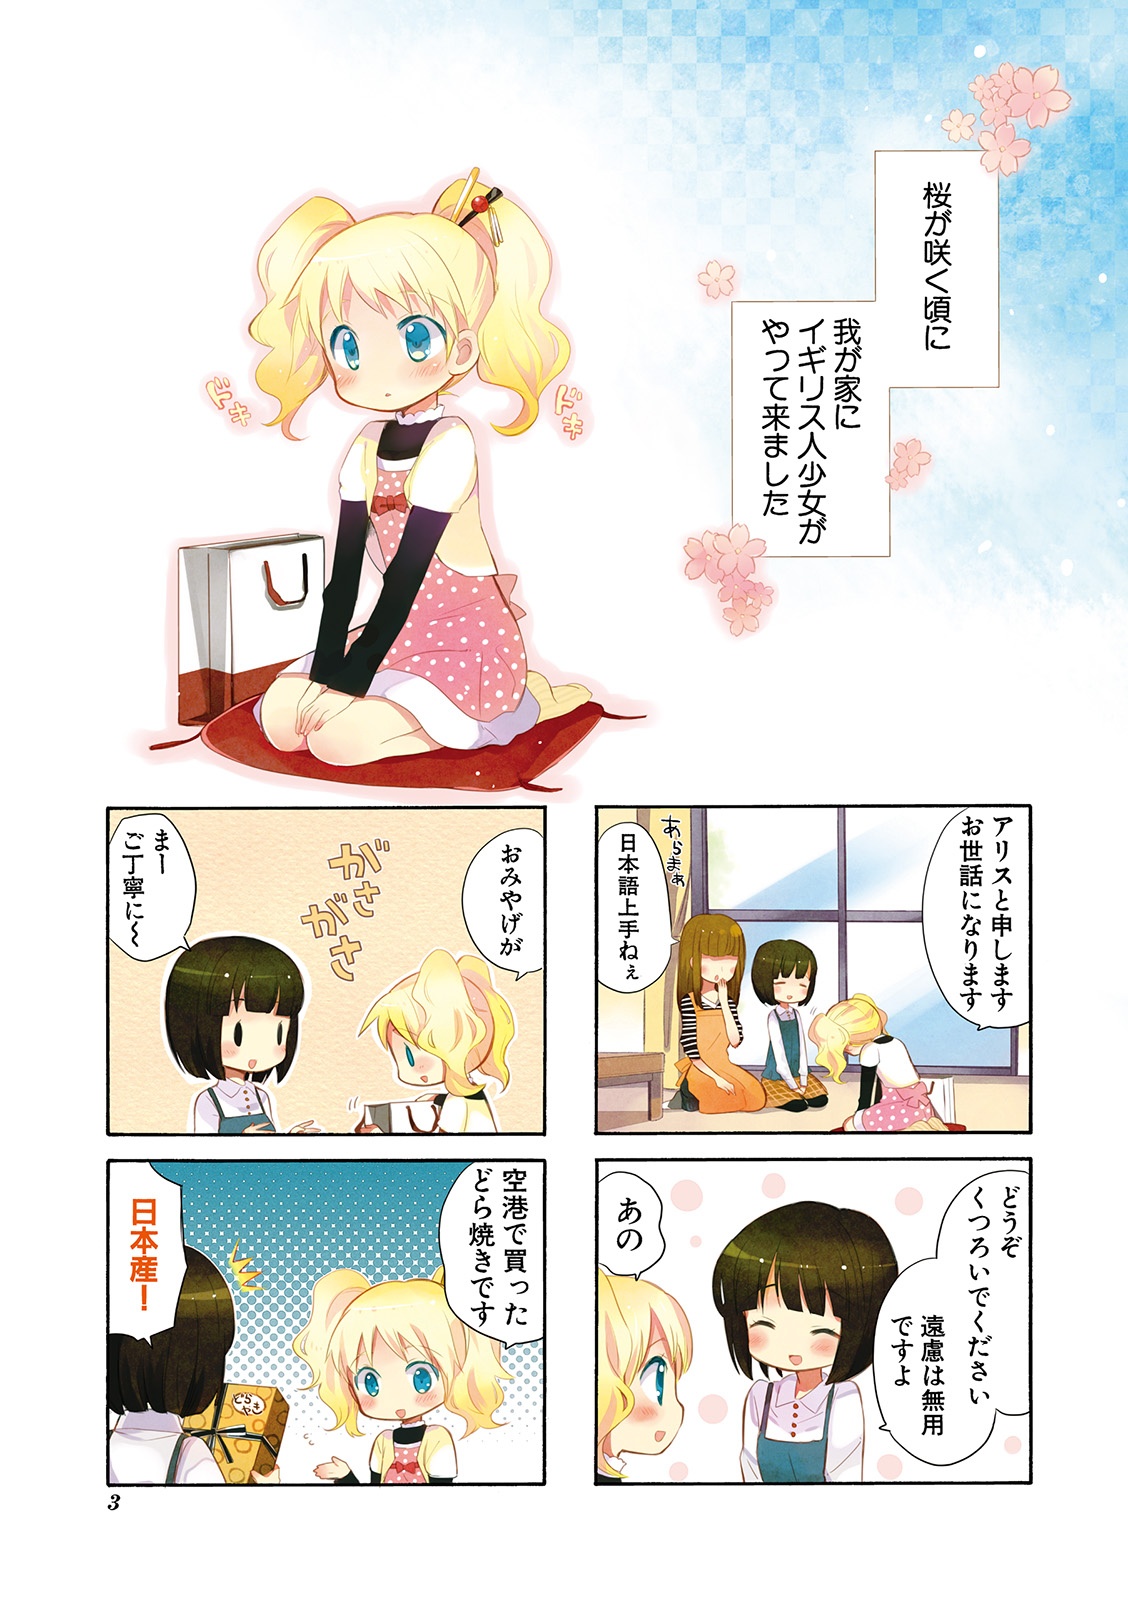 桜が咲く頃に
我が家に
イギリス人少女が
やって来ました
ドキ
ドキ
アリスと申します
お世話になります
あらまぁ
日本語上手ねぇ
どうぞ
くつろいでください
遠慮は無用
ですよ
あの
おみやげが
がさ
がさ
まー
ご丁寧に〜
空港で買った
どら焼きです
どら
やき
日本産!
3